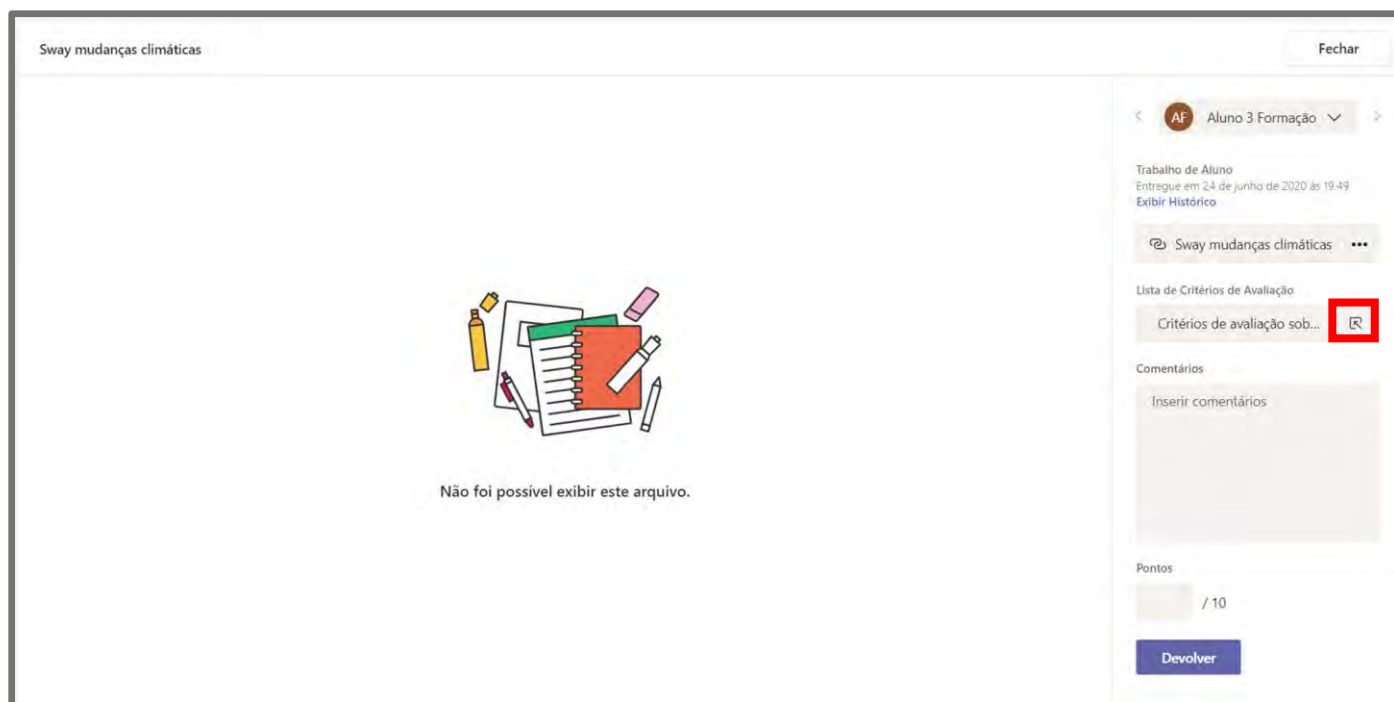 Sway mudanças climáticas
Fechar
AF Aluno 3 Formação
Trabalho de Aluno
Entregue em 24 de junho de 2020 às 19:49
Exibir Histórico
Sway mudanças climáticas
Lista de Critérios de Avaliação
Critérios de avaliação sob...
Comentários
Inserir comentários
Não foi possível exibir este arquivo.
Pontos
/ 10
Devolver